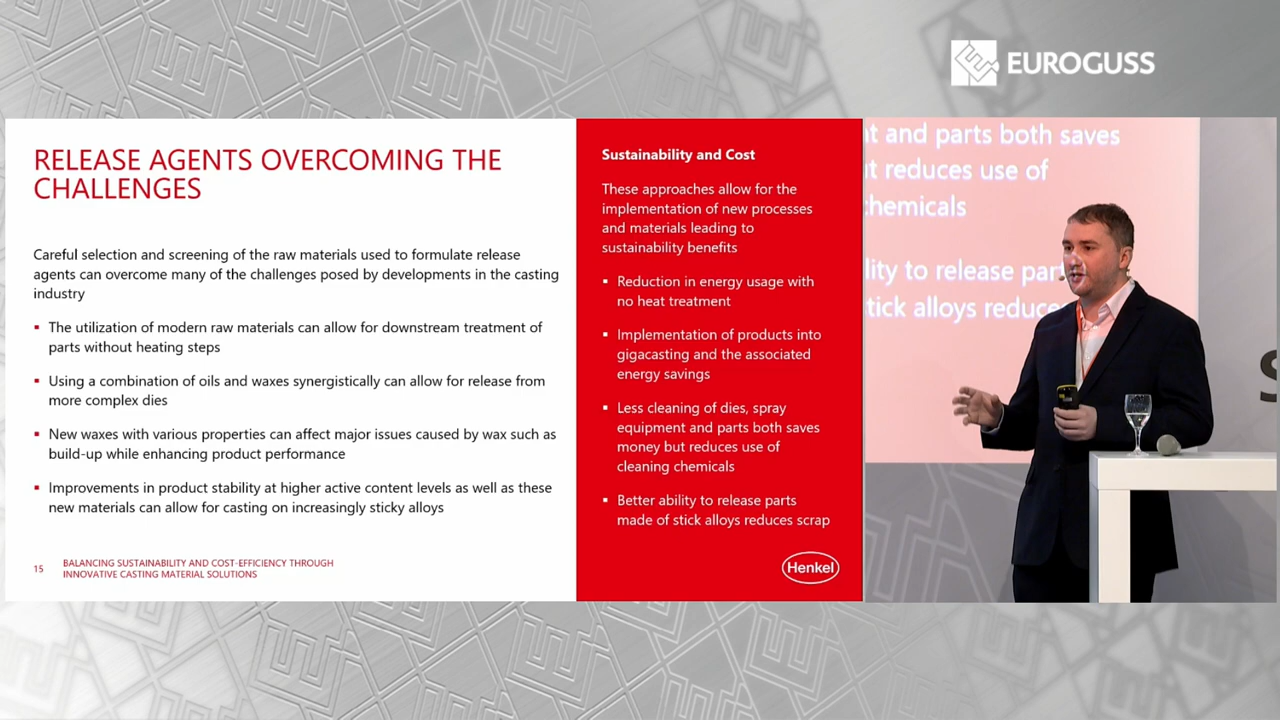 EUROGUSS
RELEASE AGENTS OVERCOMING THE
CHALLENGES
Careful selection and screening of the raw materials used to formulate release
agents can overcome many of the challenges posed by developments in the casting
industry
▪ The utilization of modern raw materials can allow for downstream treatment of
parts without heating steps
▪ Using a combination of oils and waxes synergistically can allow for release from
more complex dies
▪ New waxes with various properties can affect major issues caused by wax such as
build-up while enhancing product performance
▪ Improvements in product stability at higher active content levels as well as these
new materials can allow for casting on increasingly sticky alloys
15
BALANCING SUSTAINABILITY AND COST-EFFICIENCY THROUGH
INNOVATIVE CASTING MATERIAL SOLUTIONS
Sustainability and Cost
These approaches allow for the
implementation of new processes
and materials leading to
sustainability benefits
▪ Reduction in energy usage with
no heat treatment
▪ Implementation of products into
gigacasting and the associated
energy savings
▪ Less cleaning of dies, spray
equipment and parts both saves
money but reduces use of
cleaning chemicals
▪ Better ability to release parts
made of stick alloys reduces scrap
Henkel
nt and parts both saves
t reduces use of
chemicals
lity to release par
tick alloys reduce